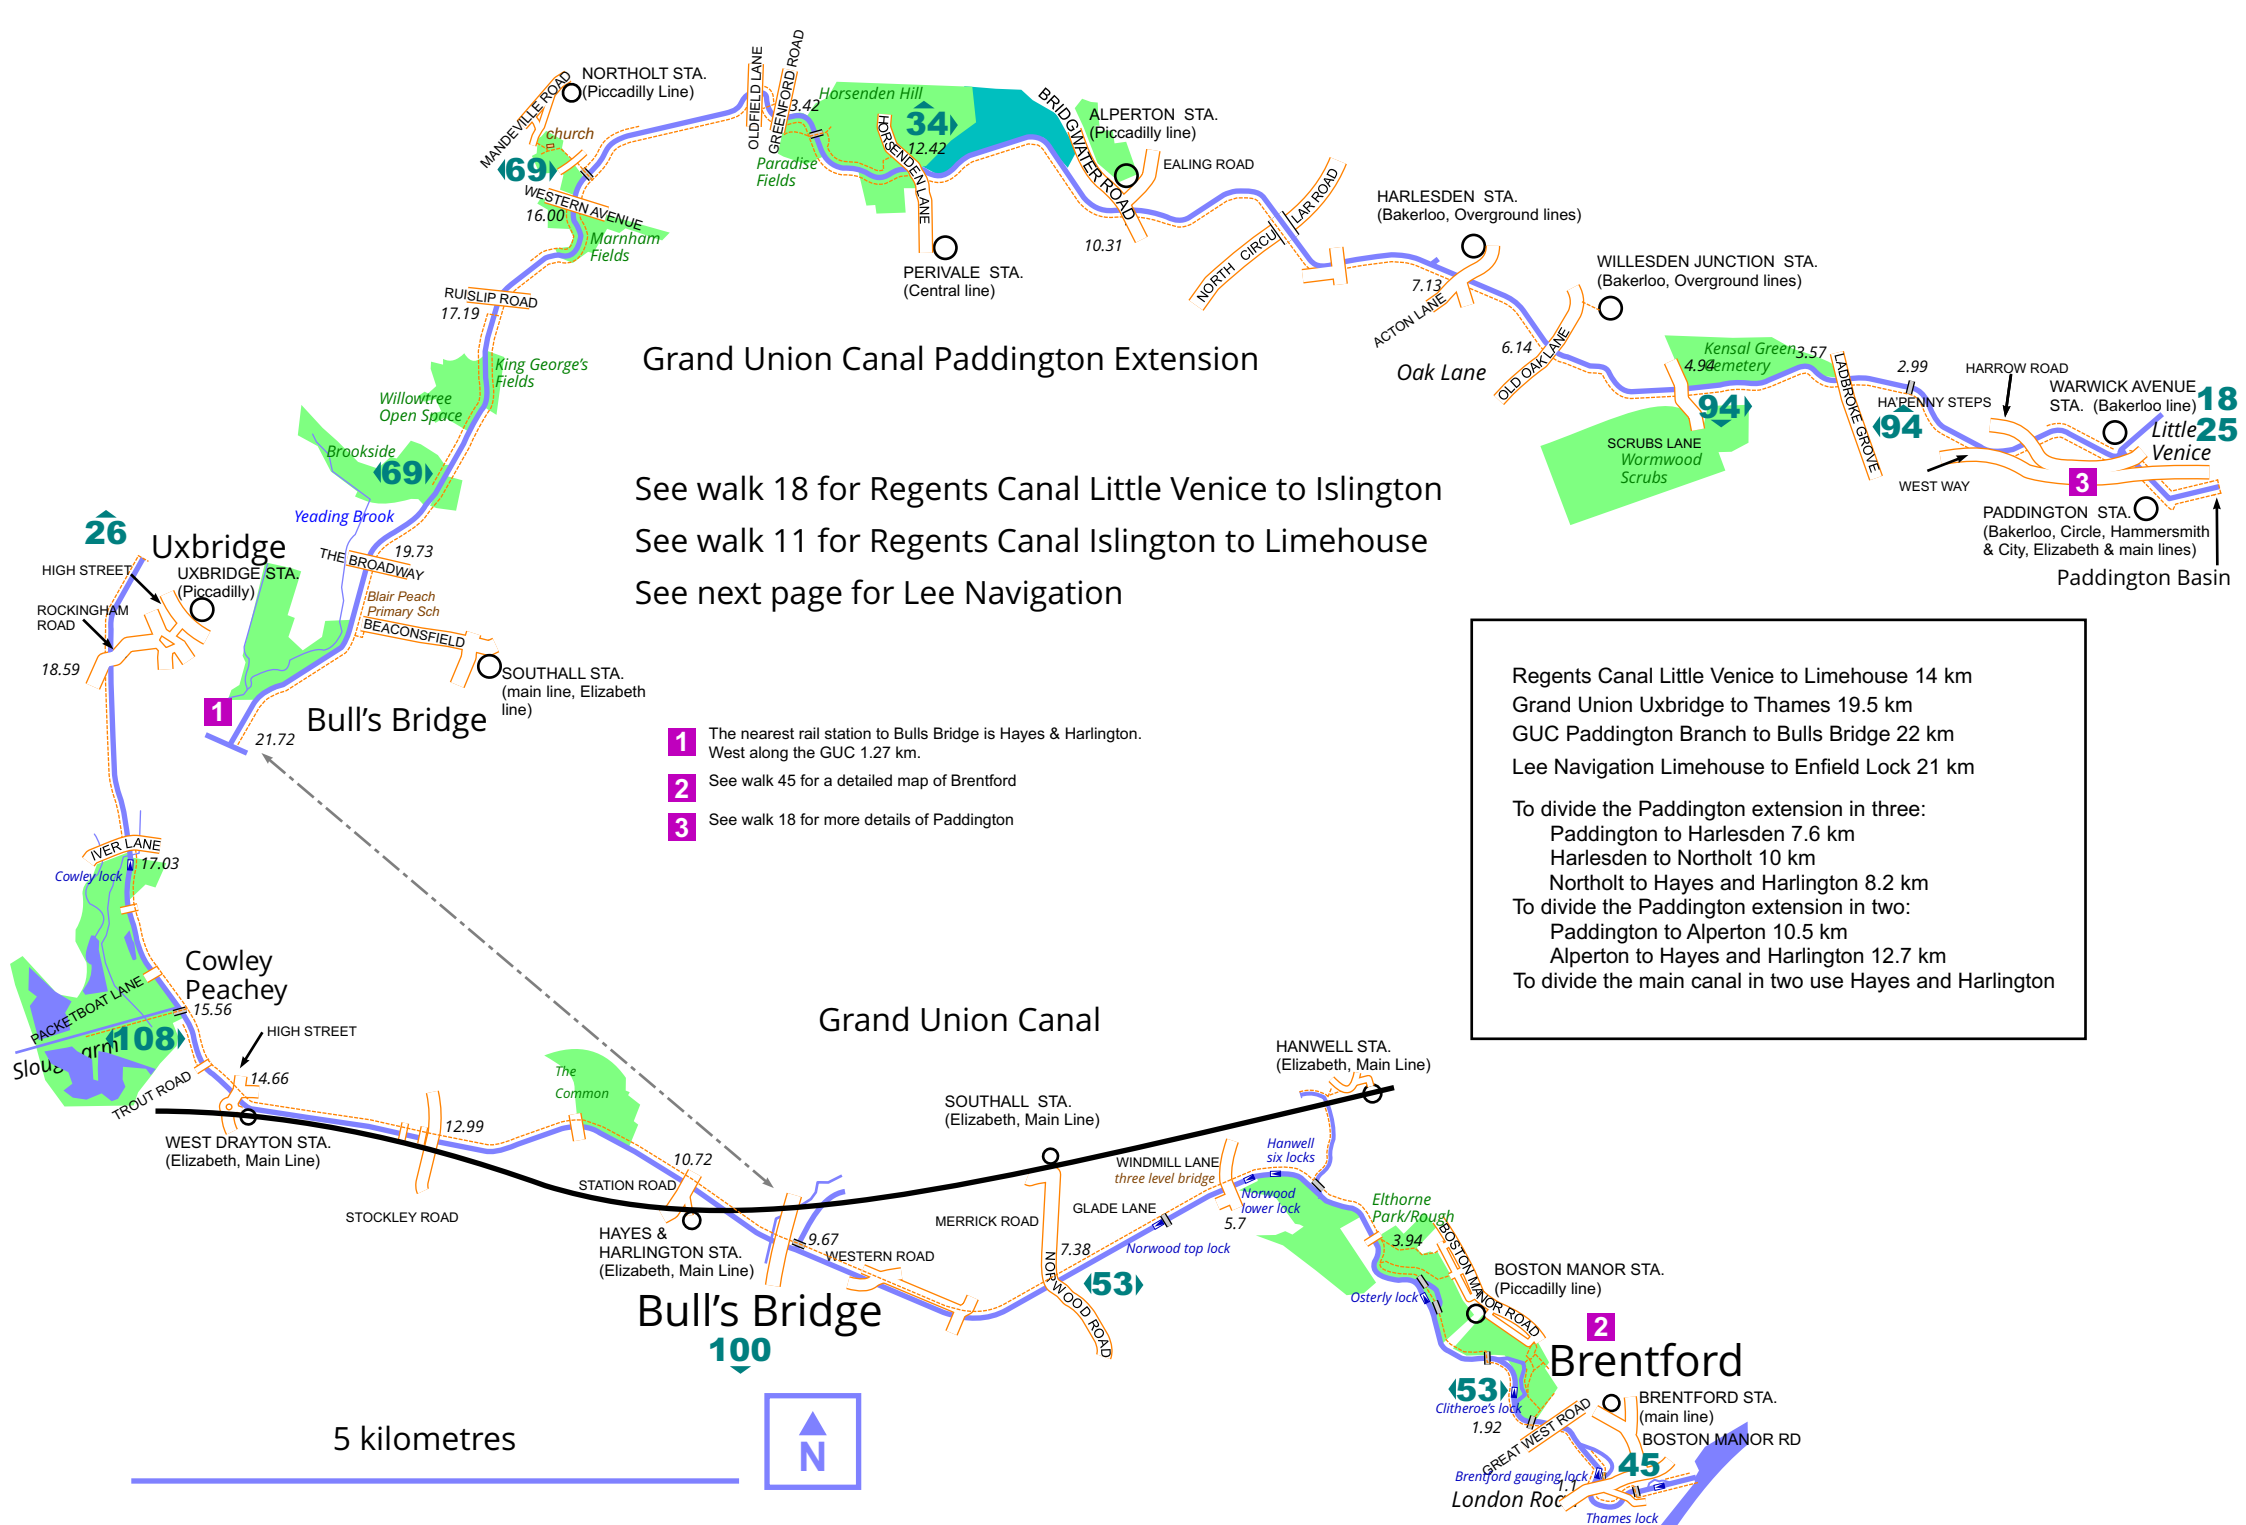 NORTHOLT STA.
(Piccadilly Line)
MANDEVILLE ROAD
church
69
WESTERN AVENUE
16.00
Marnham
Fields
OLDFIELD LANE
GREENFORD ROAD
3.42
Horsenden Hill
34
12.42
HORSENDEN LANE
Paradise
Fields
PERIVALE STA.
(Central line)
BRIDGWATER ROAD
ALPERTON STA.
(Piccadilly line)
EALING ROAD
10.31
NORTH CIRCULAR ROAD
HARLESDEN STA.
(Bakerloo, Overground lines)
7.13
ACTON LANE
WILLESDEN JUNCTION STA.
(Bakerloo, Overground lines)
6.14
OLD OAK LANE
Oak Lane
Kensal Green
Cemetery
4.94
3.57
LADBROKE GROVE
94
SCRUBS LANE
Wormwood
Scrubs
2.99
HA'PENNY STEPS
94
HARROW ROAD
WARWICK AVENUE
STA. (Bakerloo line)
18
25
Little
Venice
WEST WAY
3
PADDINGTON STA.
(Bakerloo, Circle, Hammersmith
& City, Elizabeth & main lines)
Paddington Basin
RUISLIP ROAD
17.19
King George's
Fields
Willowtree
Open Space
Brookside
69
Yeading Brook
Grand Union Canal Paddington Extension
See walk 18 for Regents Canal Little Venice to Islington
See walk 11 for Regents Canal Islington to Limehouse
See next page for Lee Navigation
26
Uxbridge
UXBRIDGE STA.
(Piccadilly)
HIGH STREET
ROCKINGHAM
ROAD
18.59
THE BROADWAY
19.73
Blair Peach
Primary Sch
BEACONSFIELD
SOUTHALL STA.
(main line, Elizabeth
line)
1
21.72
Bull's Bridge
1
The nearest rail station to Bulls Bridge is Hayes & Harlington.
West along the GUC 1.27 km.
2
See walk 45 for a detailed map of Brentford
3
See walk 18 for more details of Paddington
Regents Canal Little Venice to Limehouse 14 km
Grand Union Uxbridge to Thames 19.5 km
GUC Paddington Branch to Bulls Bridge 22 km
Lee Navigation Limehouse to Enfield Lock 21 km
To divide the Paddington extension in three:
Paddington to Harlesden 7.6 km
Harlesden to Northolt 10 km
Northolt to Hayes and Harlington 8.2 km
To divide the Paddington extension in two:
Paddington to Alperton 10.5 km
Alperton to Hayes and Harlington 12.7 km
To divide the main canal in two use Hayes and Harlington
IVER LANE
17.03
Cowley lock
Cowley
Peachey
PACKETBOAT LANE
15.56
108
TROUT ROAD
HIGH STREET
14.66
WEST DRAYTON STA.
(Elizabeth, Main Line)
12.99
STOCKLEY ROAD
The
Common
10.72
STATION ROAD
HAYES &
HARLINGTON STA.
(Elizabeth, Main Line)
Grand Union Canal
9.67
WESTERN ROAD
Bull's Bridge
100
SOUTHALL STA.
(Elizabeth, Main Line)
MERRICK ROAD
7.38
NORWOOD ROAD
53
GLADE LANE
WINDMILL LANE
three level bridge
Norwood top lock
5.7
Norwood
lower lock
Hanwell
six locks
HANWELL STA.
(Elizabeth, Main Line)
Elthorne
Park/Rough
3.94
BOSTON MANOR ROAD
BOSTON MANOR STA.
(Piccadilly line)
Osterly lock
2
Brentford
53
Clitheroe's lock
1.92
GREAT WEST ROAD
BRENTFORD STA.
(main line)
BOSTON MANOR RD
45
Brentford gauging lock
1.1
London
Thames lock
5 kilometres
N